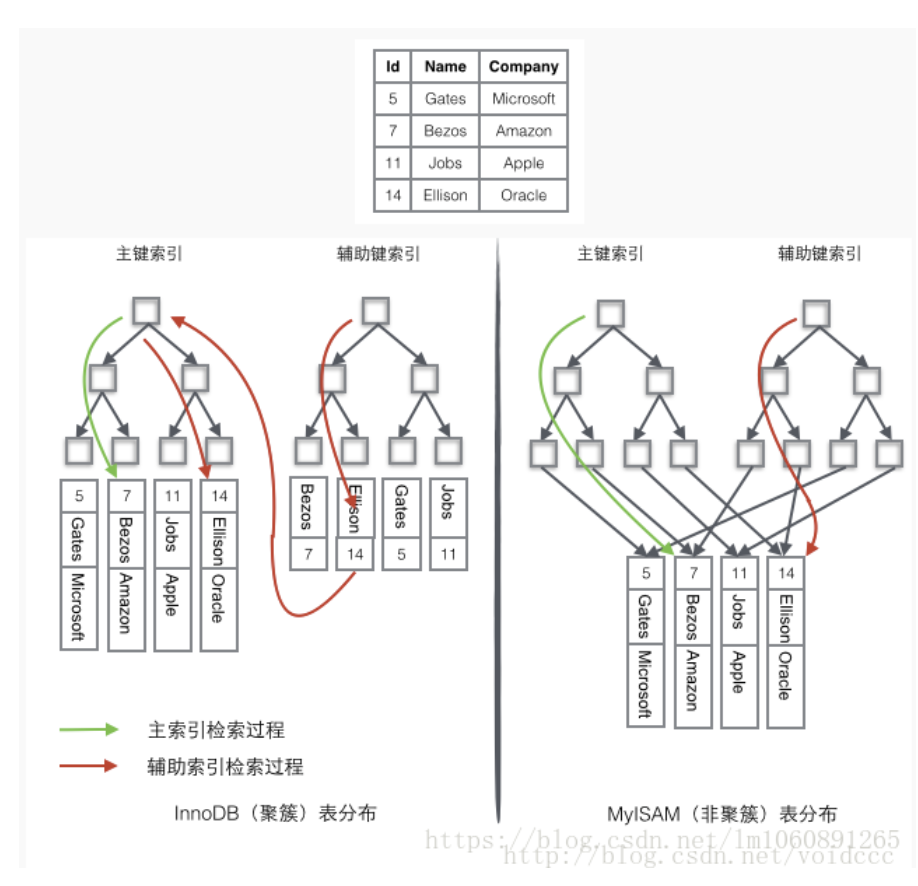 Id Name Company
5 Gates Microsoft
7 Bezos Amazon
11 Jobs Apple
14 Ellison Oracle
主键索引 辅助键索引 主键索引 辅助键索引
5 7 11 14
Gates Bezos Jobs Ellison
Microsoft Amazon Apple Oracle
Bezos Ellison Gates Jobs
7 14 5 11
5 7 11 14
Gates Bezos Jobs Ellison
Microsoft Amazon Apple Oracle
主索引检索过程
辅助索引检索过程
InnoDB（聚簇）表分布 MyISAM（非聚簇）表分布
https://blog.csdn.net/lm1060891265
http://blog.csdn.net/voidccc